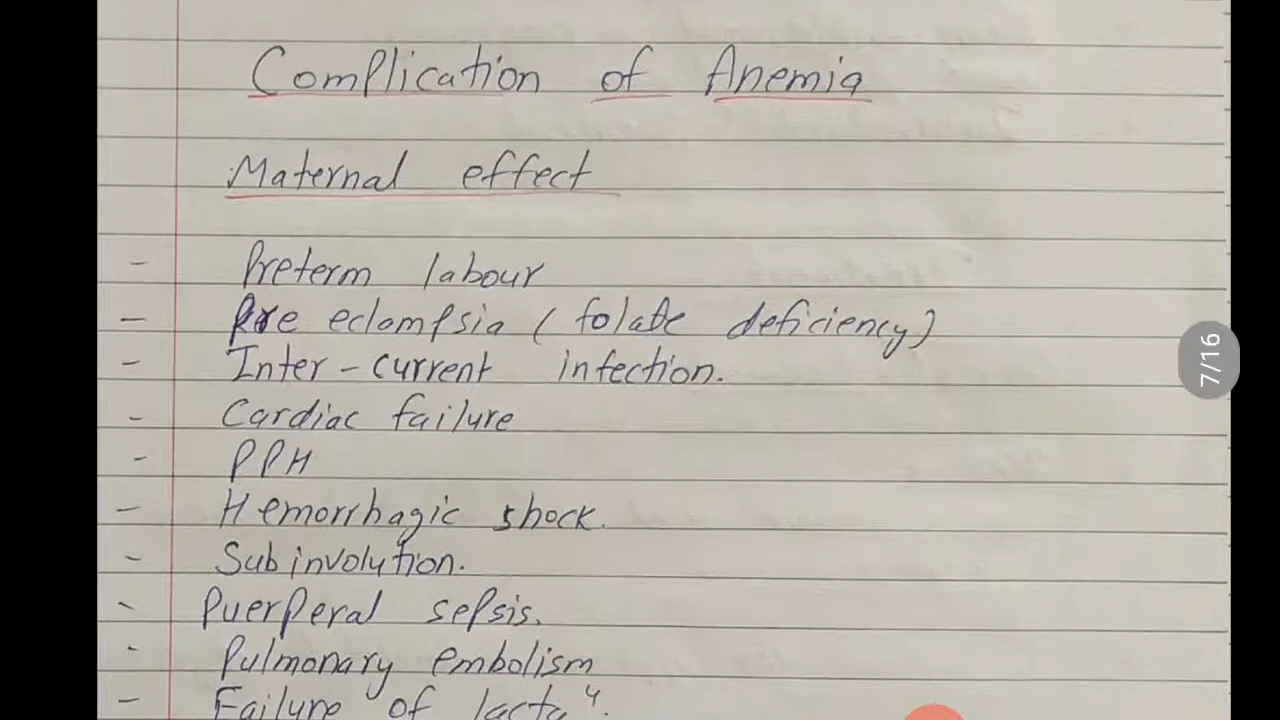 Complication of Anemia
Maternal effect
- Preterm labour
- Pre eclampsia (folate deficiency)
- Inter-current infection.
- Cardiac failure
- PPH
- Hemorrhagic shock.
- Subinvolution.
- Puerperal sepsis.
- Pulmonary embolism
- Failure of lactaⁿ.
7/16